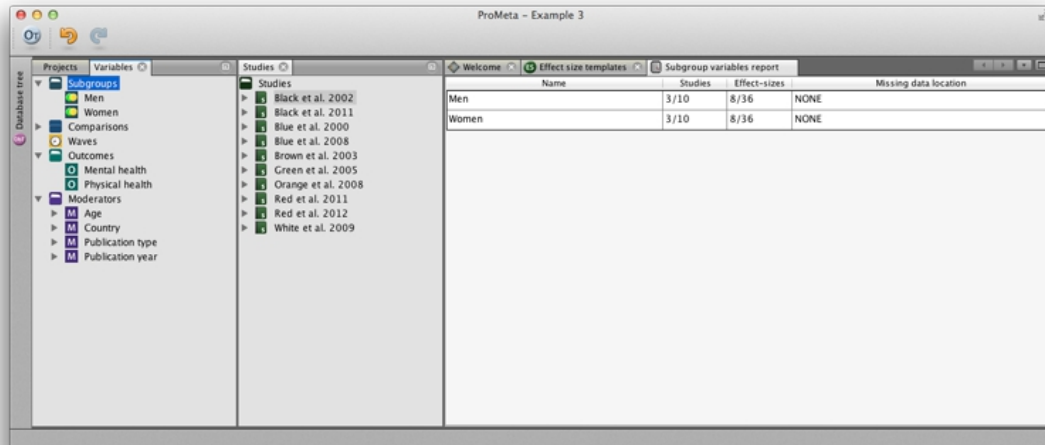 ProMeta - Example 3
Database tree
Projects
Variables
Subgroups
Men
Women
Comparisons
Waves
Outcomes
O Mental health
O Physical health
Moderators
M Age
M Country
M Publication type
M Publication year
Studies
Studies
Black et al. 2002
Black et al. 2011
Blue et al. 2000
Blue et al. 2008
Brown et al. 2003
Green et al. 2005
Orange et al. 2008
Red et al. 2011
Red et al. 2012
White et al. 2009
Welcome
ES Effect size templates
Subgroup variables report
Name Studies Effect-sizes Missing data location
Men 3/10 8/36 NONE
Women 3/10 8/36 NONE